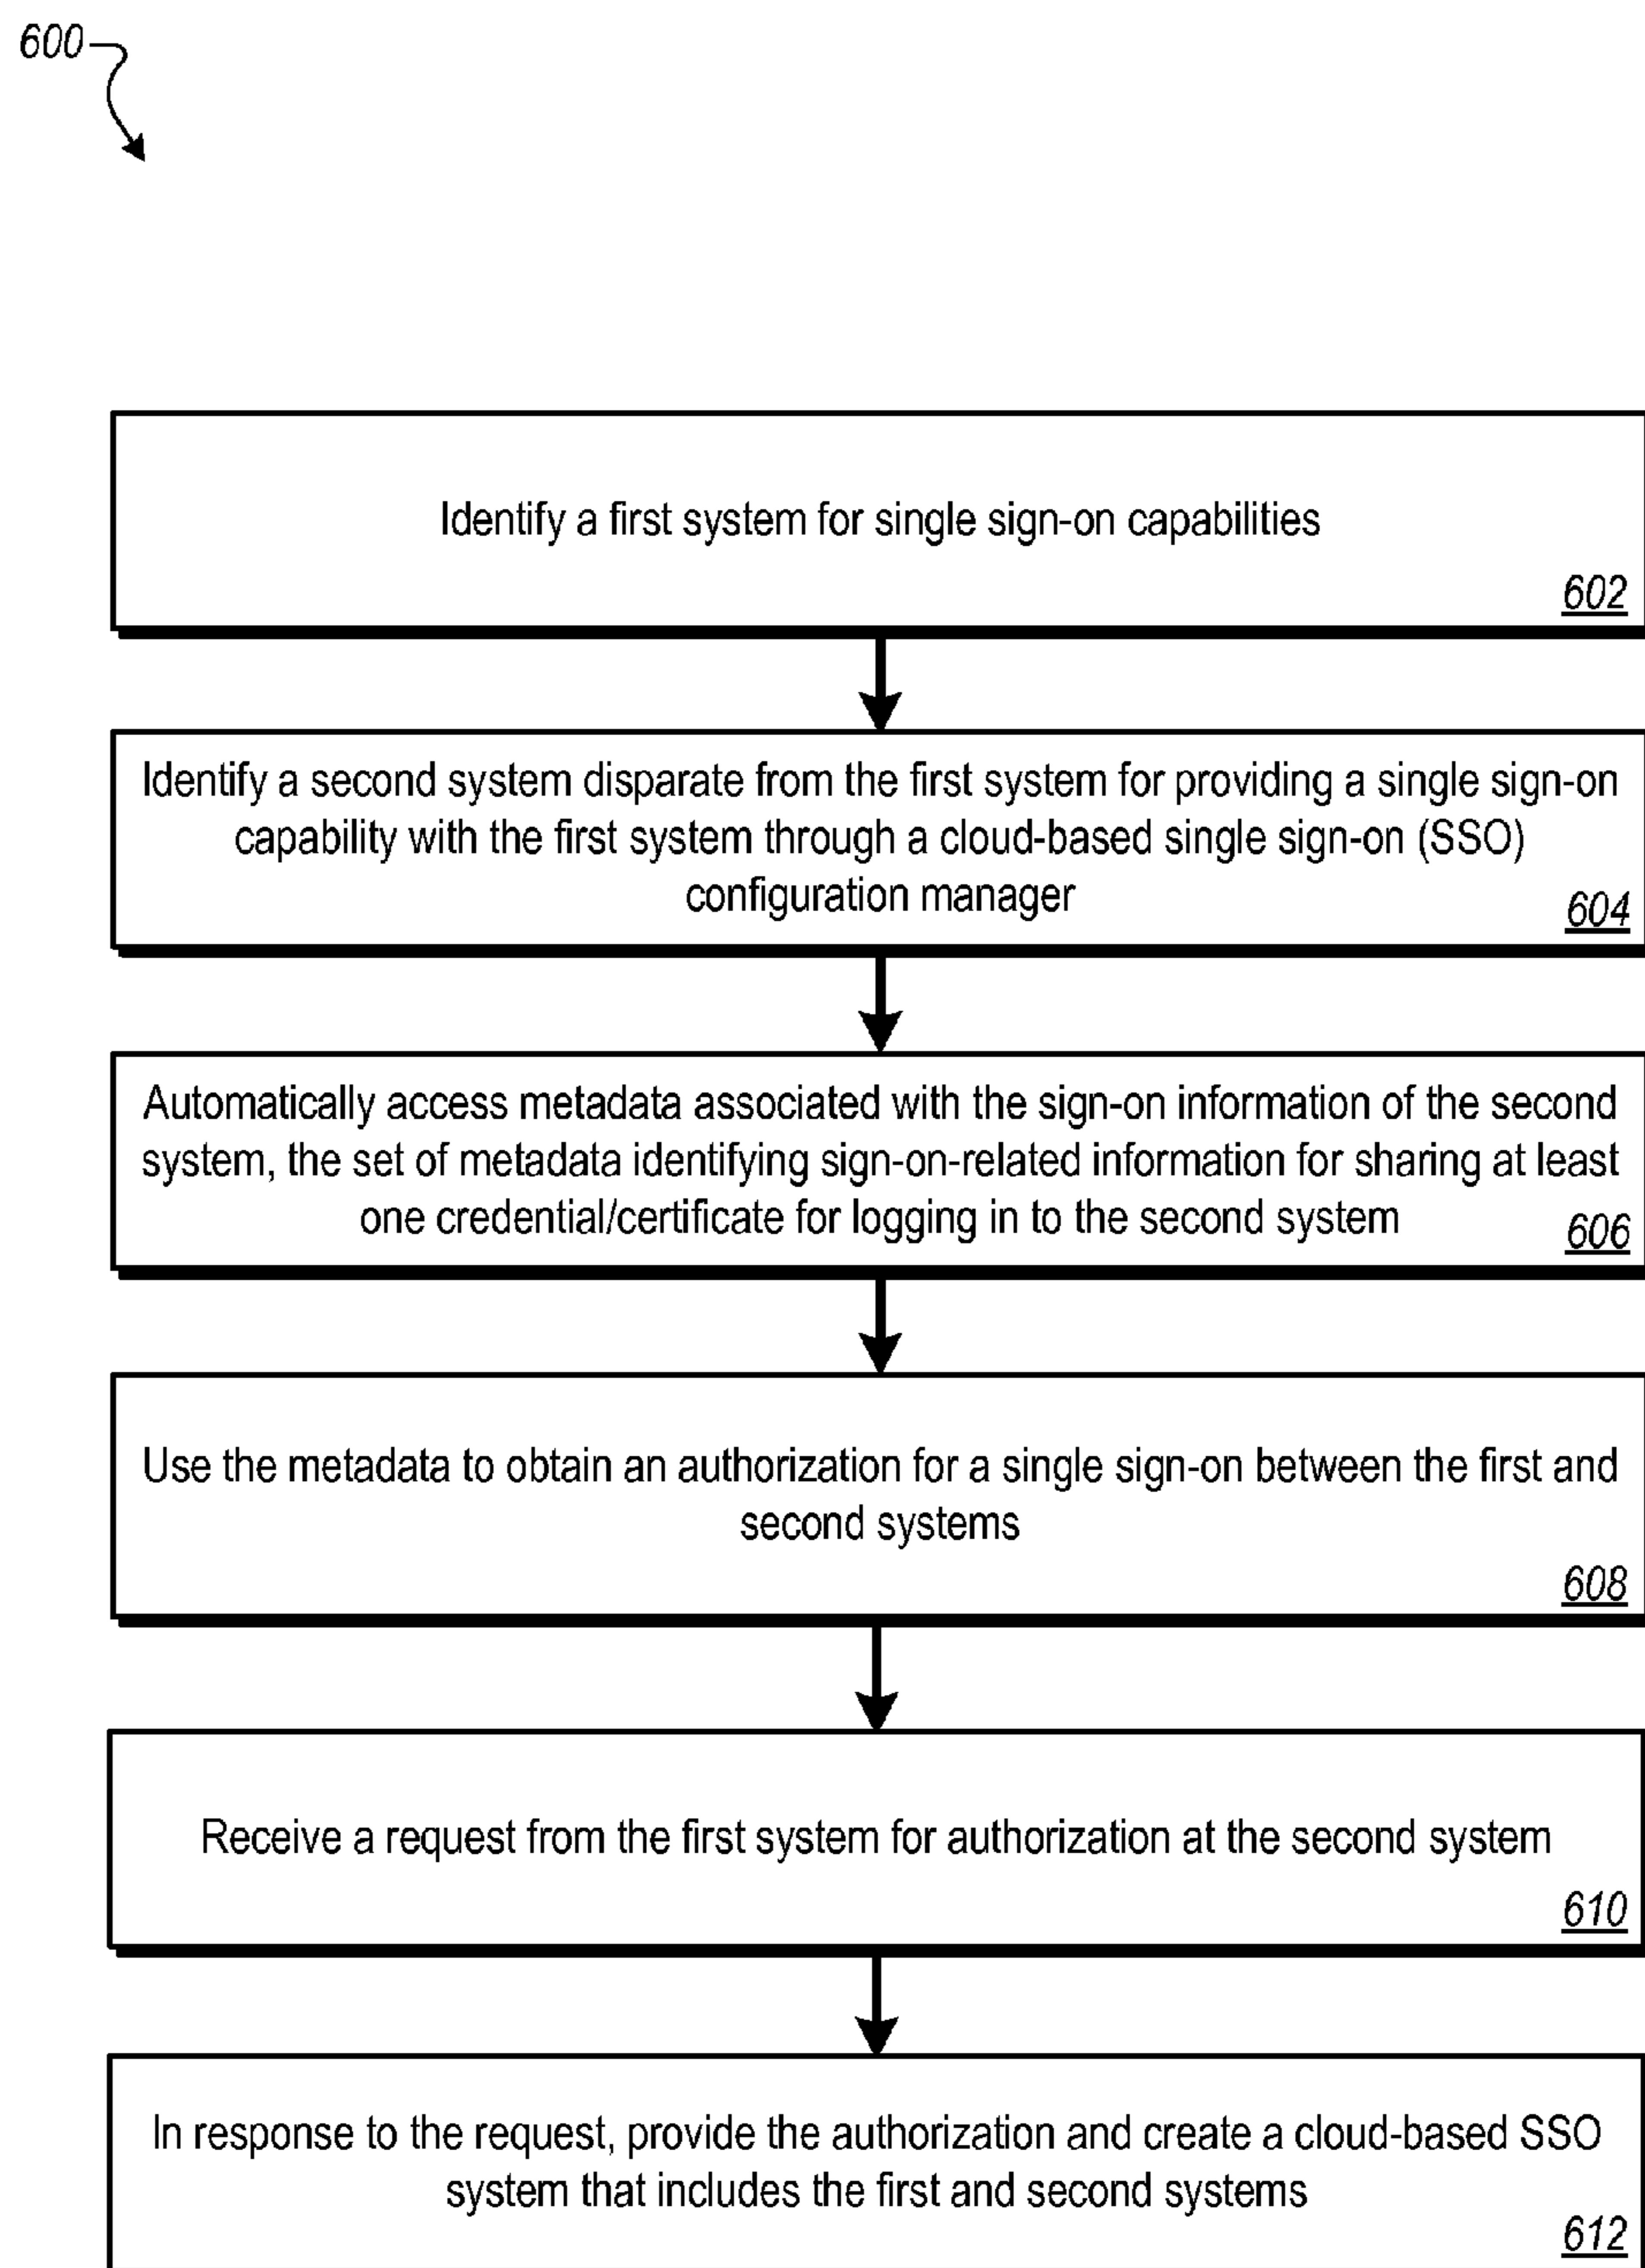 600
Identify a first system for single sign-on capabilities
602
Identify a second system disparate from the first system for providing a single sign-on
capability with the first system through a cloud-based single sign-on (SSO)
configuration manager
604
Automatically access metadata associated with the sign-on information of the second
system, the set of metadata identifying sign-on-related information for sharing at least
one credential/certificate for logging in to the second system
606
Use the metadata to obtain an authorization for a single sign-on between the first and
second systems
608
Receive a request from the first system for authorization at the second system
610
In response to the request, provide the authorization and create a cloud-based SSO
system that includes the first and second systems
612